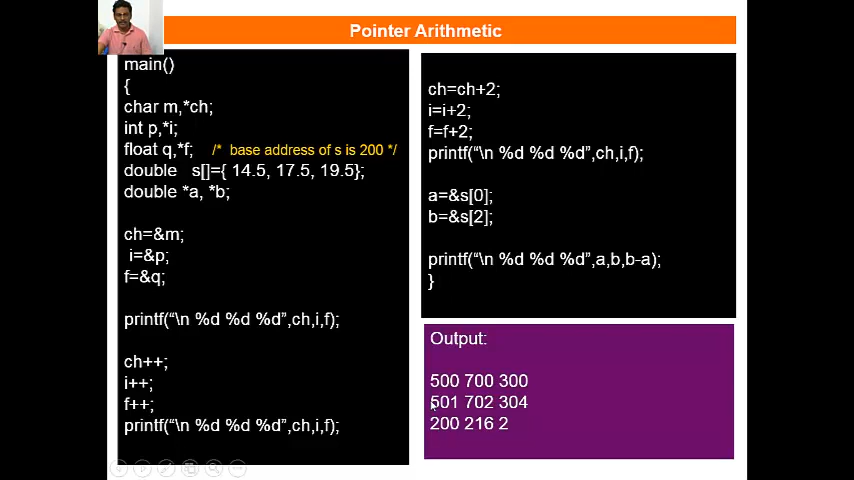 Pointer Arithmetic
main()
{
char m,*ch;
int p,*i;
float q,*f; /* base address of s is 200 */
double s[]={ 14.5, 17.5, 19.5};
double *a, *b;
ch=&m;
i=&p;
f=&q;
printf(“\n %d %d %d”,ch,i,f);
ch++;
i++;
f++;
printf(“\n %d %d %d”,ch,i,f);
ch=ch+2;
i=i+2;
f=f+2;
printf(“\n %d %d %d”,ch,i,f);
a=&s[0];
b=&s[2];
printf(“\n %d %d %d”,a,b,b-a);
}
Output:
500 700 300
501 702 304
200 216 2